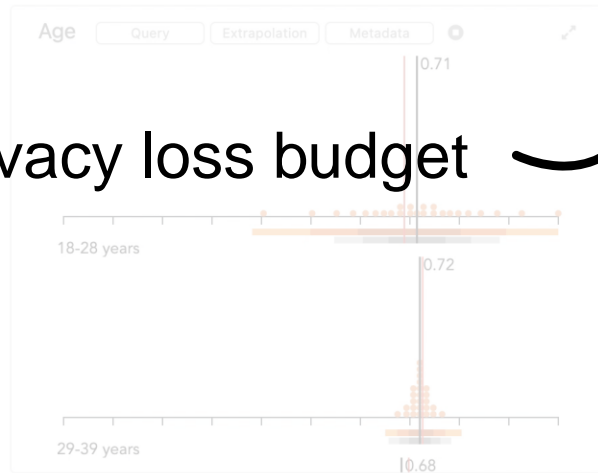 Age Query Extrapolation Metadata
0.71
vacy loss budget
18-28 years
0.72
29-39 years
0.68